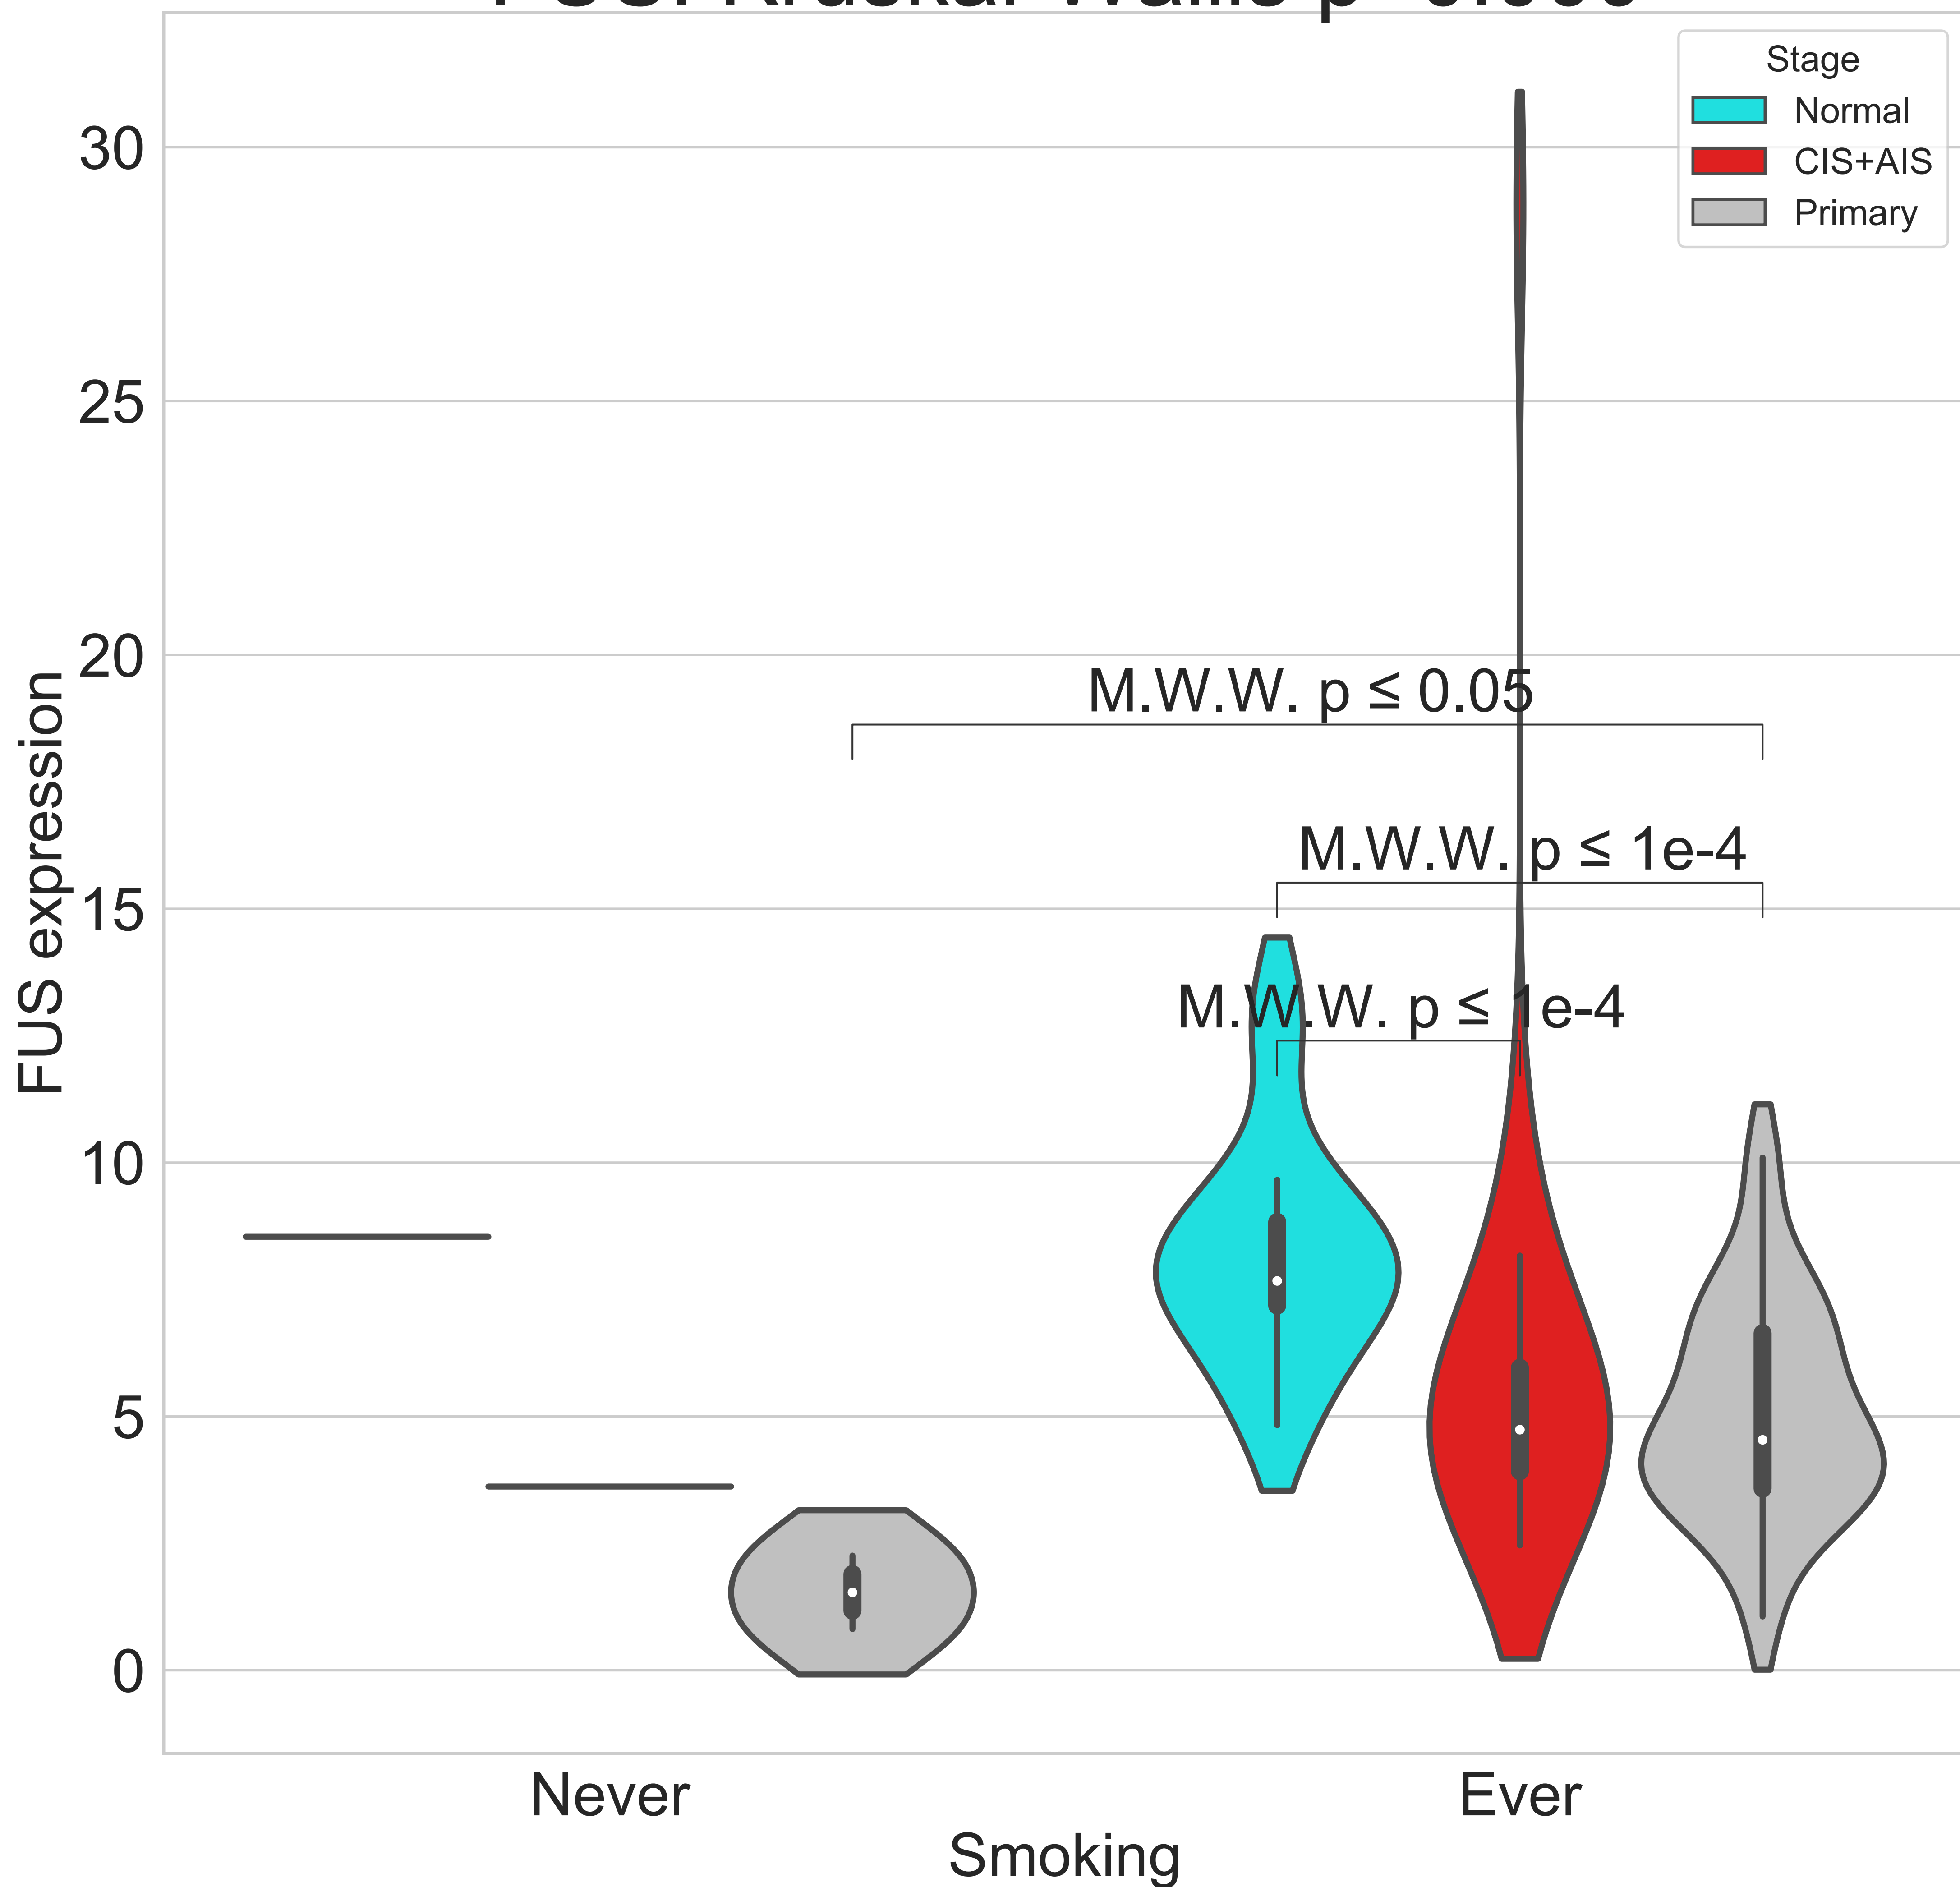 Stage
Normal
CIS+AIS
Primary
30
25
20
15
10
5
0
FUS expression
M.W.W. p ≤ 0.05
M.W.W. p ≤ 1e-4
M.W.W. p ≤ 1e-4
Never
Ever
Smoking